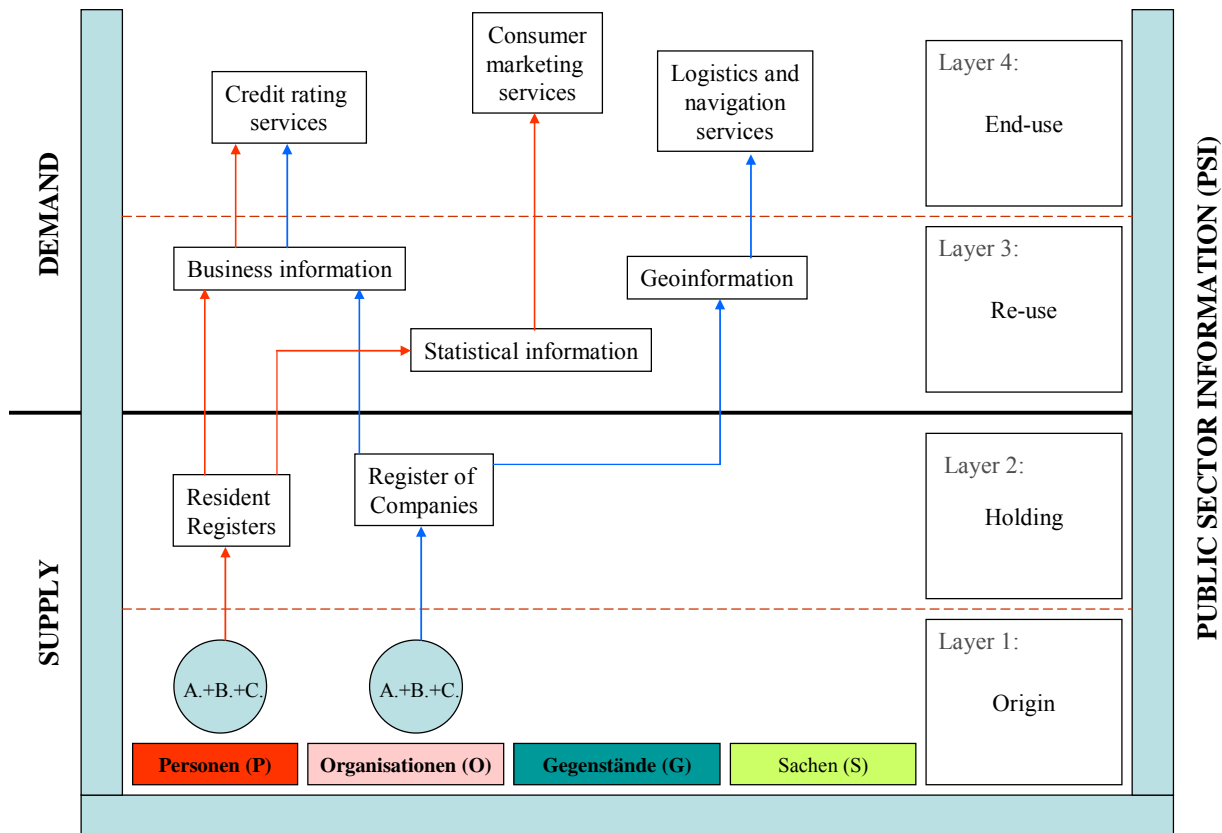 Consumer
marketing
services
Credit rating
services
Logistics and
navigation
services
Layer 4:
End-use
DEMAND
Business information
Geoinformation
Statistical information
Layer 3:
Re-use
PUBLIC SECTOR INFORMATION (PSI)
Resident
Registers
Register of
Companies
Layer 2:
Holding
SUPPLY
A.+B.+C.
A.+B.+C.
Layer 1:
Origin
Personen (P)
Organisationen (O)
Gegenstände (G)
Sachen (S)